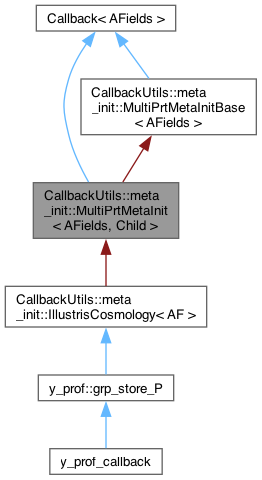 Callback< AFields >
CallbackUtils::meta
_init::MultiPrtMetaInitBase
< AFields >
CallbackUtils::meta
_init::MultiPrtMetaInit
< AFields, Child >
CallbackUtils::meta
_init::IllustrisCosmology< AF >
y_prof::grp_store_P
y_prof_callback